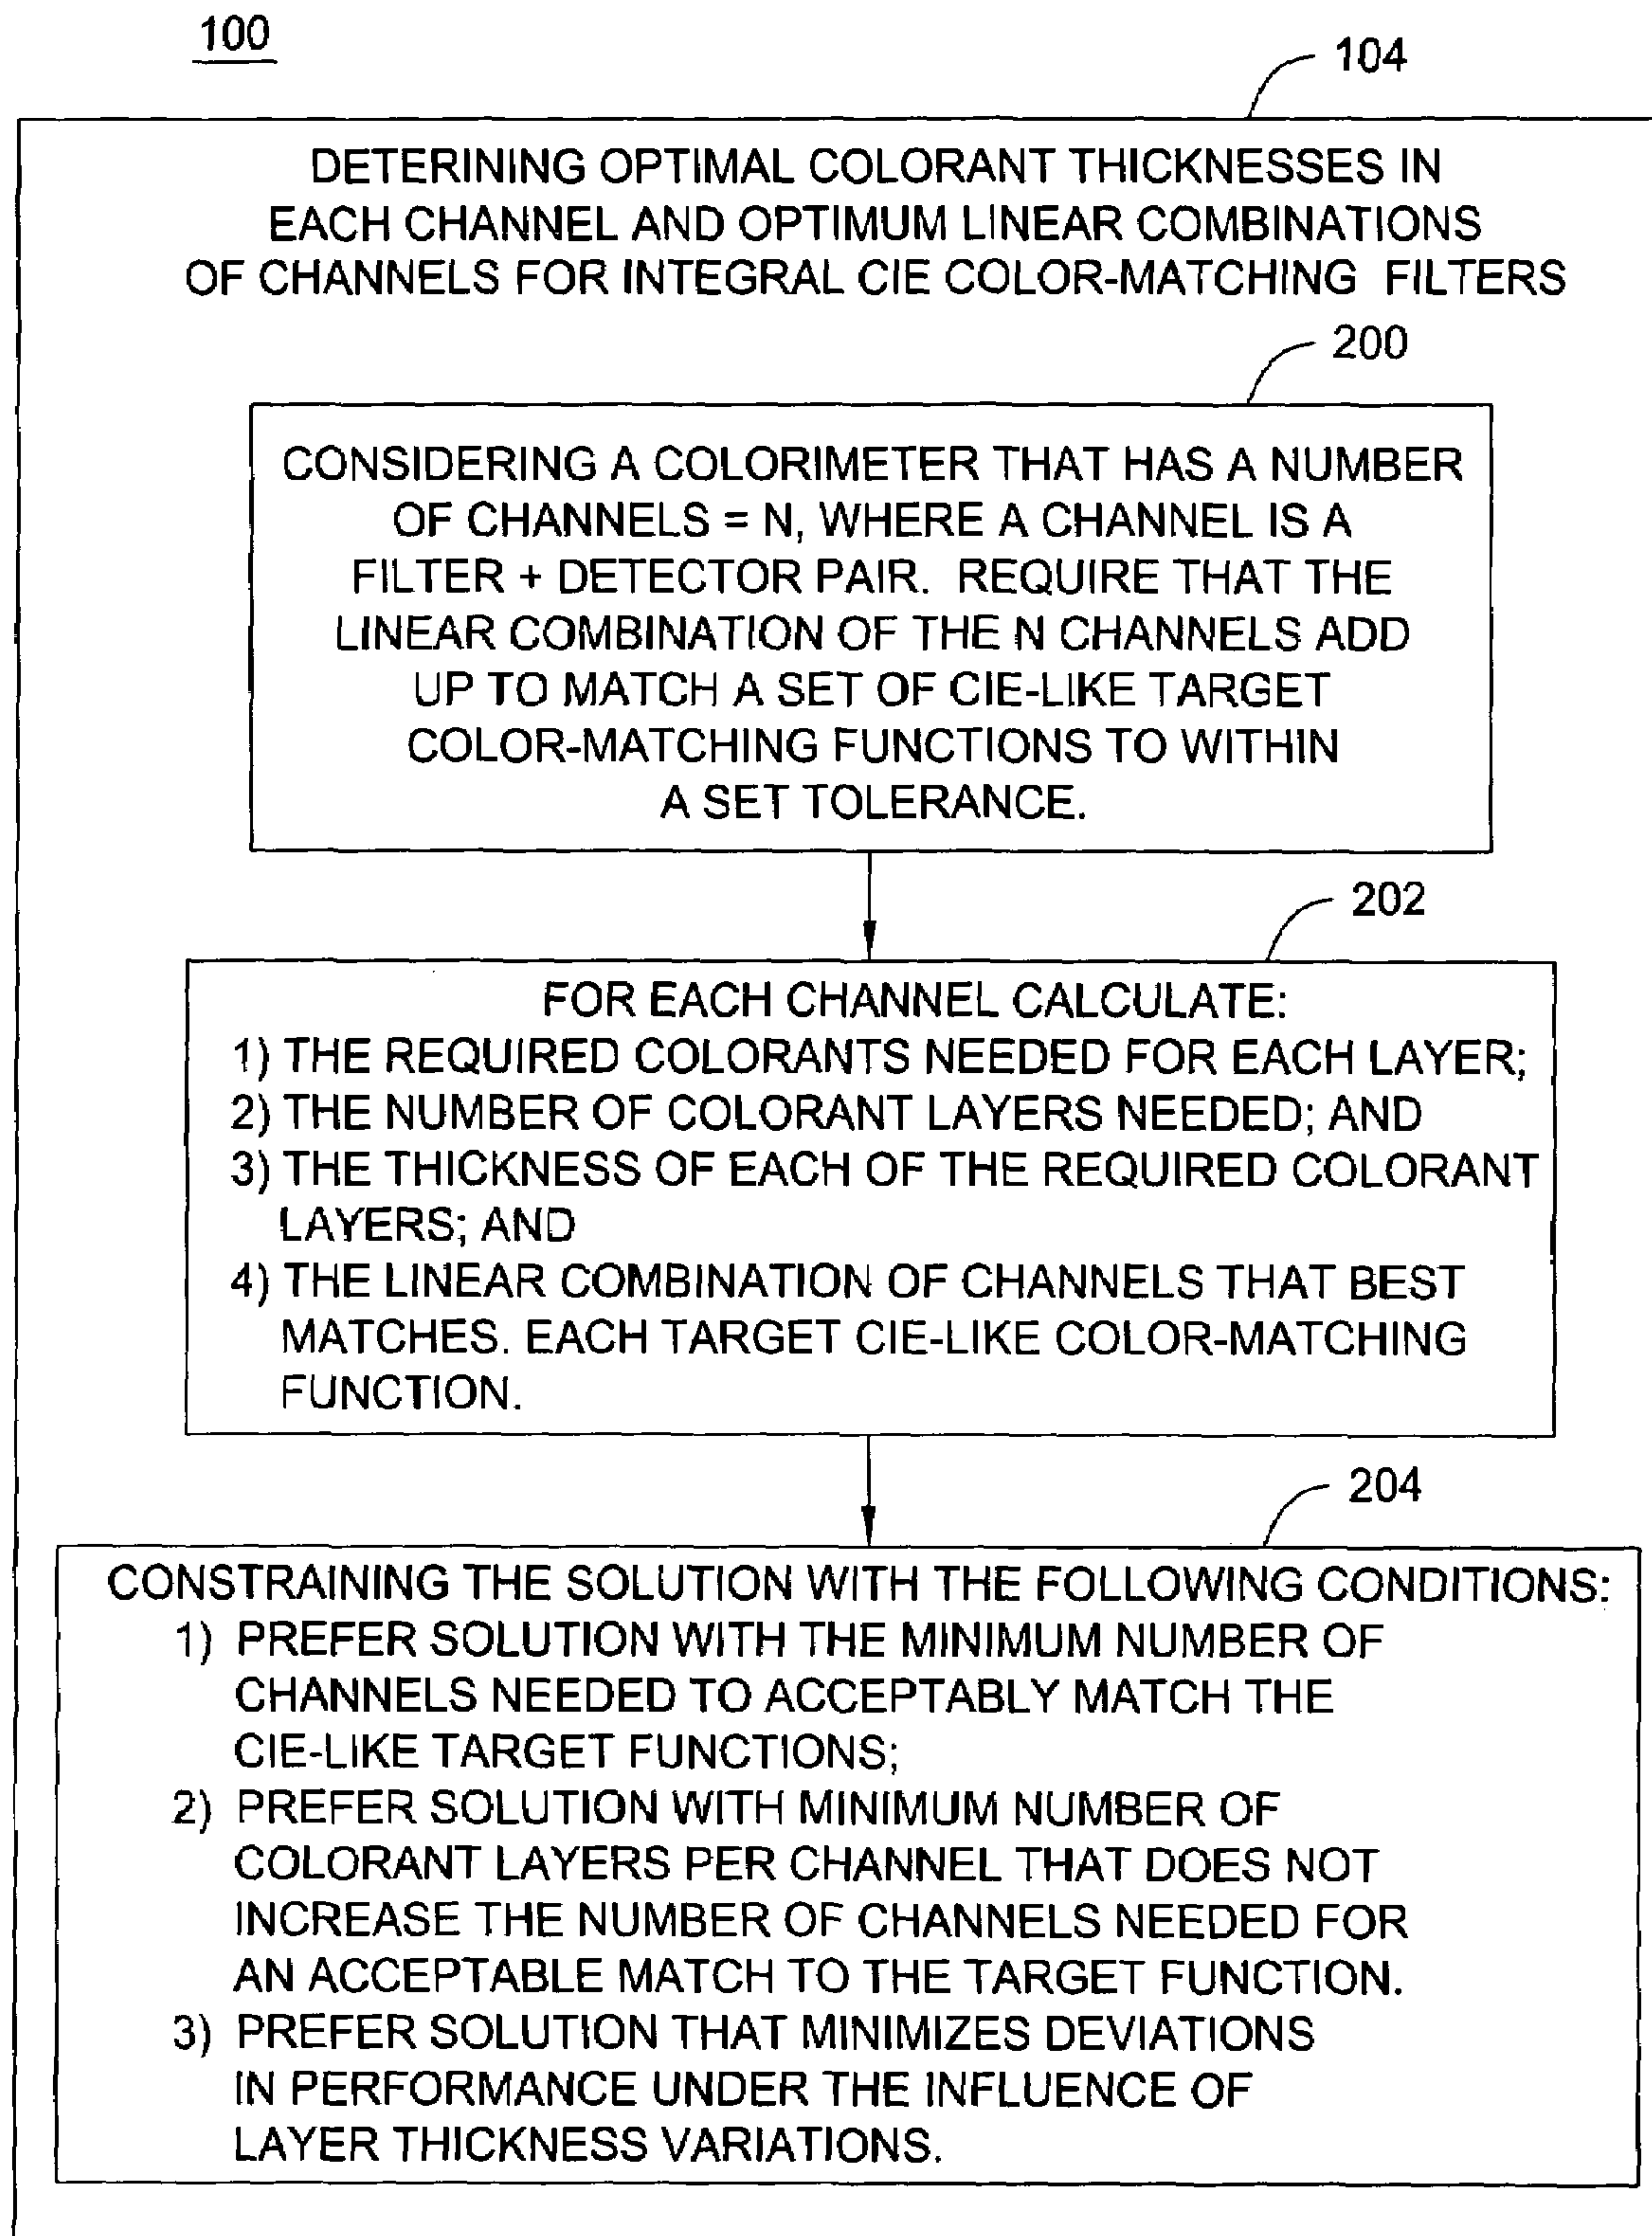 100
104
DETERINING OPTIMAL COLORANT THICKNESSES IN
EACH CHANNEL AND OPTIMUM LINEAR COMBINATIONS
OF CHANNELS FOR INTEGRAL CIE COLOR-MATCHING FILTERS
200
CONSIDERING A COLORIMETER THAT HAS A NUMBER
OF CHANNELS = N, WHERE A CHANNEL IS A
FILTER + DETECTOR PAIR. REQUIRE THAT THE
LINEAR COMBINATION OF THE N CHANNELS ADD
UP TO MATCH A SET OF CIE-LIKE TARGET
COLOR-MATCHING FUNCTIONS TO WITHIN
A SET TOLERANCE.
202
FOR EACH CHANNEL CALCULATE:
1) THE REQUIRED COLORANTS NEEDED FOR EACH LAYER;
2) THE NUMBER OF COLORANT LAYERS NEEDED; AND
3) THE THICKNESS OF EACH OF THE REQUIRED COLORANT
LAYERS; AND
4) THE LINEAR COMBINATION OF CHANNELS THAT BEST
MATCHES. EACH TARGET CIE-LIKE COLOR-MATCHING
FUNCTION.
204
CONSTRAINING THE SOLUTION WITH THE FOLLOWING CONDITIONS:
1) PREFER SOLUTION WITH THE MINIMUM NUMBER OF
CHANNELS NEEDED TO ACCEPTABLY MATCH THE
CIE-LIKE TARGET FUNCTIONS;
2) PREFER SOLUTION WITH MINIMUM NUMBER OF
COLORANT LAYERS PER CHANNEL THAT DOES NOT
INCREASE THE NUMBER OF CHANNELS NEEDED FOR
AN ACCEPTABLE MATCH TO THE TARGET FUNCTION.
3) PREFER SOLUTION THAT MINIMIZES DEVIATIONS
IN PERFORMANCE UNDER THE INFLUENCE OF
LAYER THICKNESS VARIATIONS.